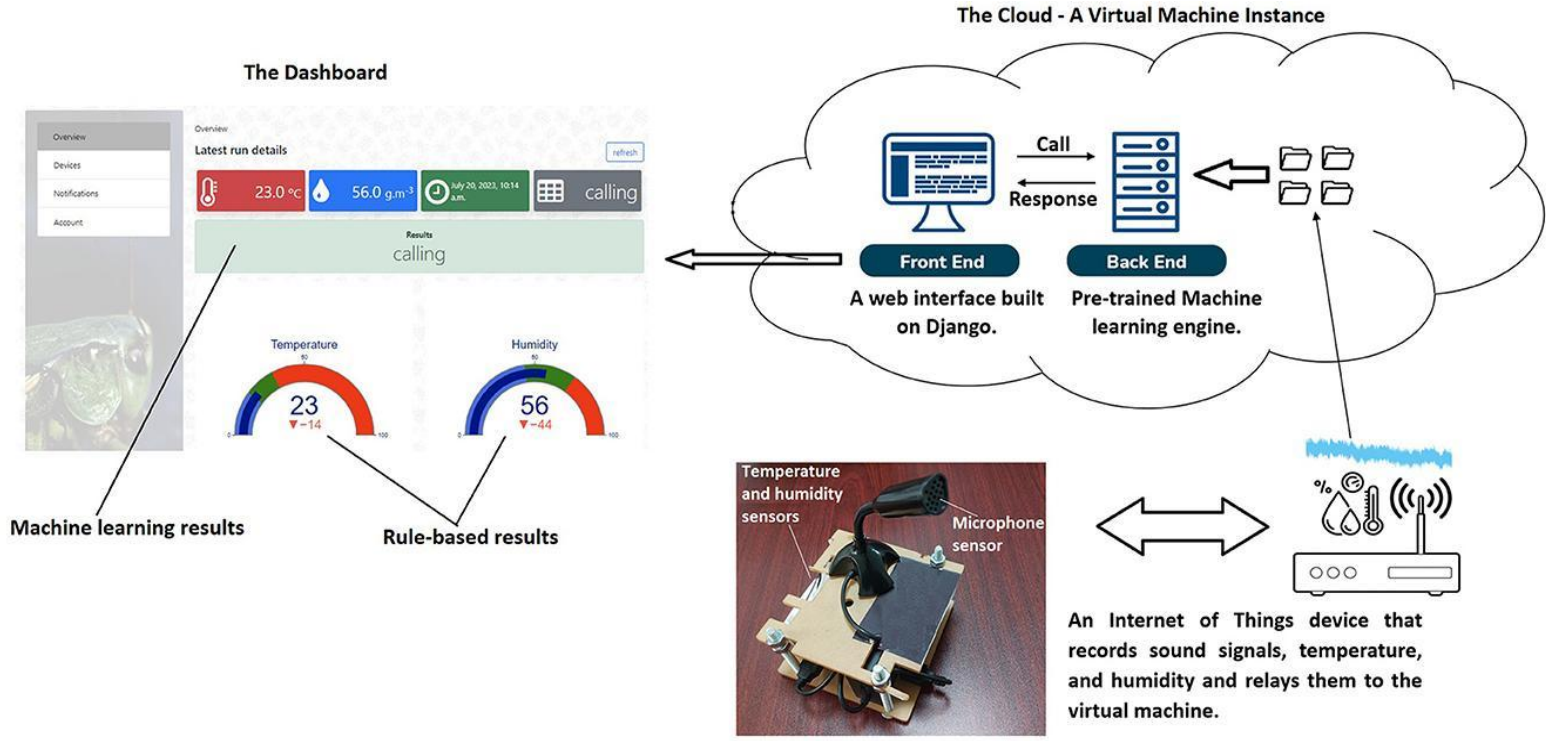 The Cloud - A Virtual Machine Instance
The Dashboard
Overview
Devices
Notifications
Account
Overview
Latest run details
refresh
23.0 °C
56.0 g.m⁻³
July 20, 2023, 10:14
a.m.
calling
Results
calling
Temperature
50
23
▼−14
0
100
Humidity
50
56
▼−44
0
100
Machine learning results
Rule-based results
Call
Response
Front End
Back End
A web interface built
on Django.
Pre-trained Machine
learning engine.
Temperature
and humidity
sensors
Microphone
sensor
%
An Internet of Things device that
records sound signals, temperature,
and humidity and relays them to the
virtual machine.